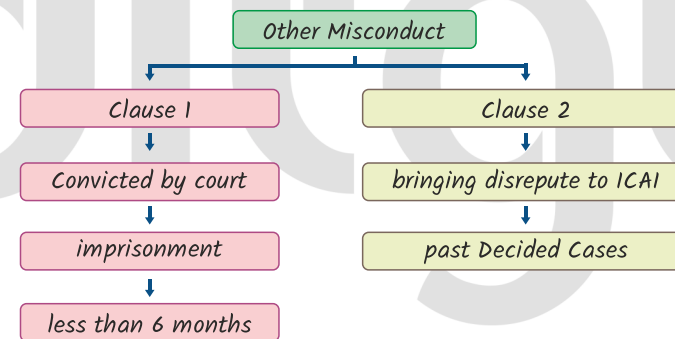 Other Misconduct
Clause 1
Convicted by court
imprisonment
less than 6 months
Clause 2
bringing disrepute to ICAI
past Decided Cases